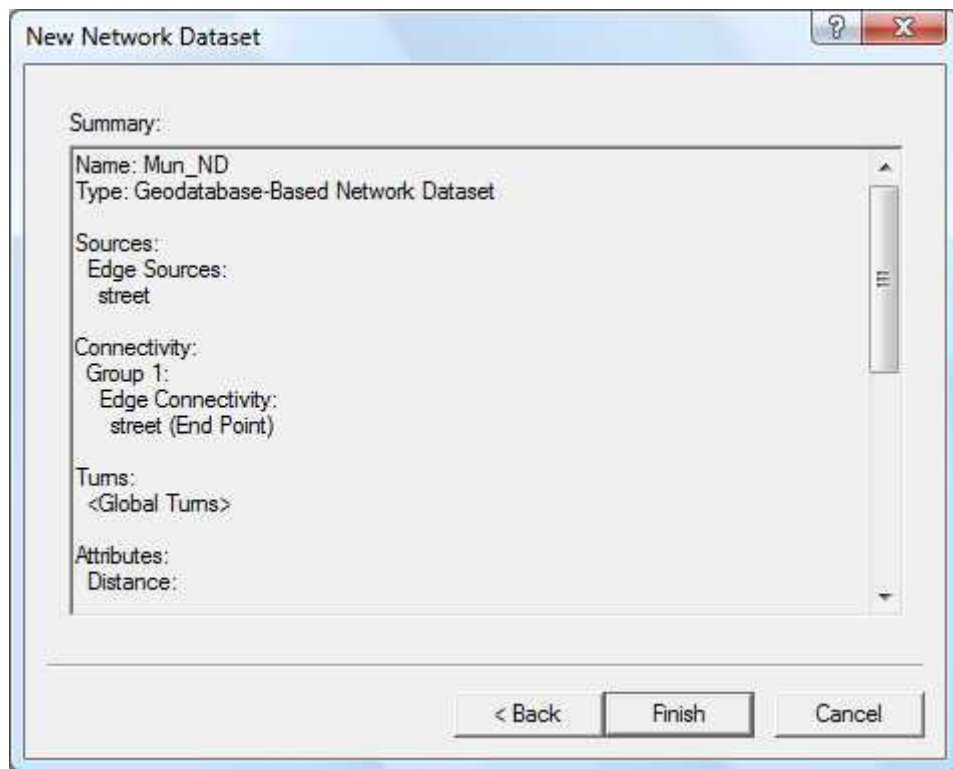 New Network Dataset
Summary:
Name: Mun_ND
Type: Geodatabase-Based Network Dataset
Sources:
Edge Sources:
street
Connectivity:
Group 1:
Edge Connectivity:
street (End Point)
Turns:
<Global Turns>
Attributes:
Distance:
< Back
Finish
Cancel